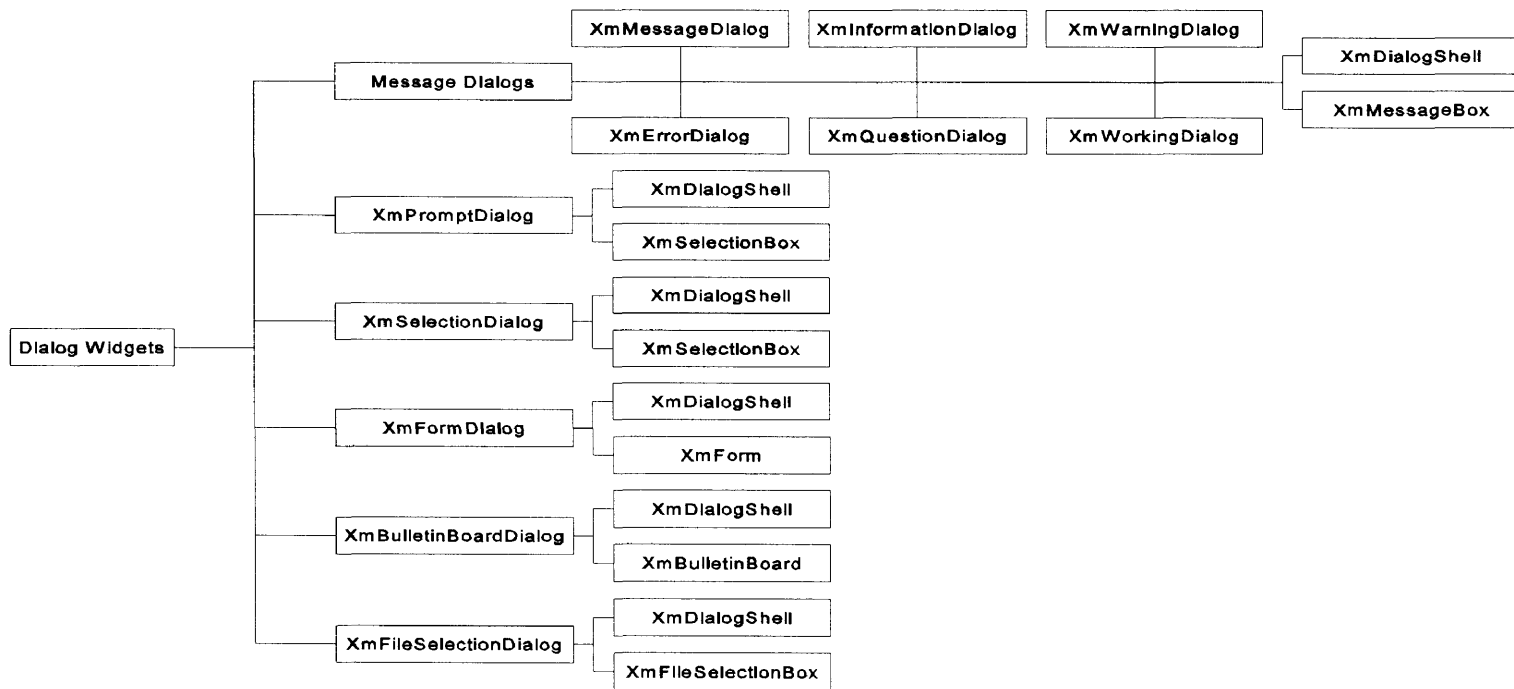 XmMessageDialog
XmInformationDialog
XmWarningDialog
Message Dialogs
XmDialogShell
XmMessageBox
XmErrorDialog
XmQuestionDialog
XmWorkingDialog
XmPromptDialog
XmDialogShell
XmSelectionBox
XmSelectionDialog
XmDialogShell
XmSelectionBox
Dialog Widgets
XmFormDialog
XmDialogShell
XmForm
XmBulletinBoardDialog
XmDialogShell
XmBulletinBoard
XmFileSelectionDialog
XmDialogShell
XmFileSelectionBox